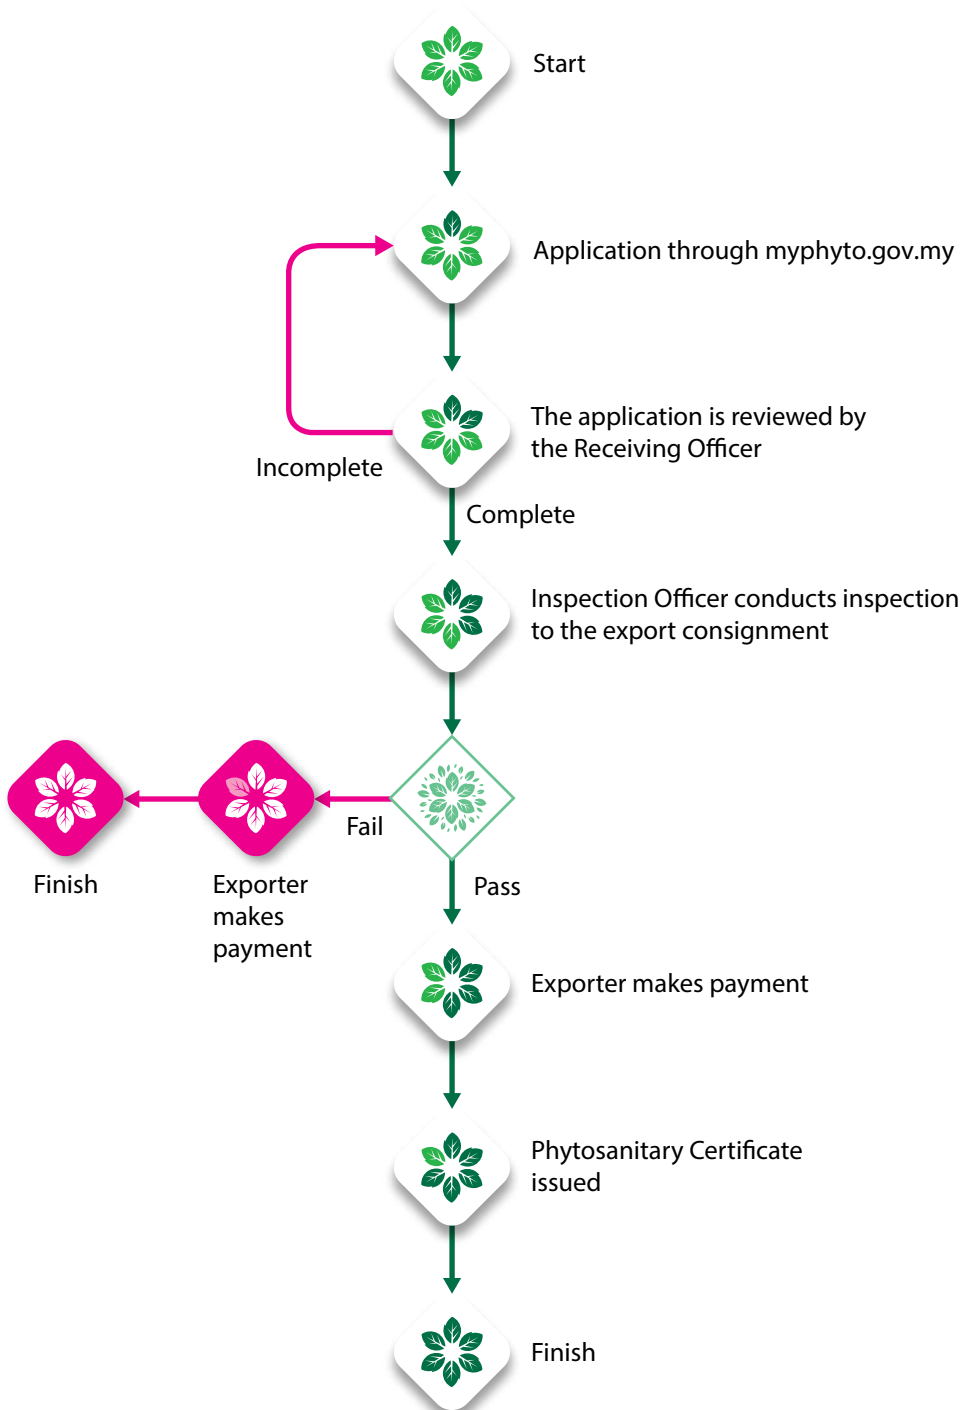 Start
Application through myphyto.gov.my
The application is reviewed by
the Receiving Officer
Incomplete
Complete
Inspection Officer conducts inspection
to the export consignment
Fail
Finish
Exporter
makes
payment
Pass
Exporter makes payment
Phytosanitary Certificate
issued
Finish